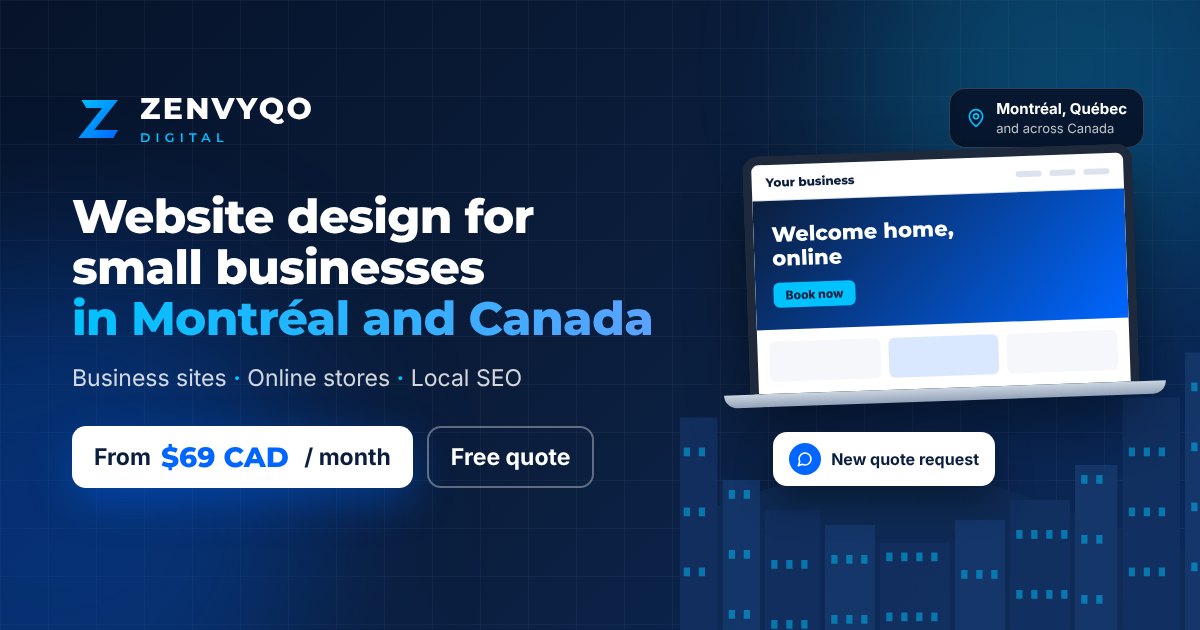 ZENVYQO
DIGITAL
Website design for
small businesses
in Montréal and Canada
Business sites · Online stores · Local SEO
From $69 CAD / month
Free quote
Montréal, Québec
and across Canada
Your business
Welcome home,
online
Book now
New quote request